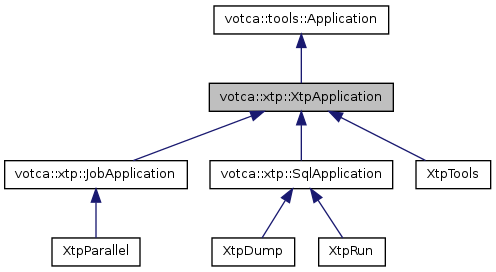 votca::tools::Application
votca::xtp::XtpApplication
votca::xtp::JobApplication
votca::xtp::SqlApplication
XtpTools
XtpParallel
XtpDump
XtpRun